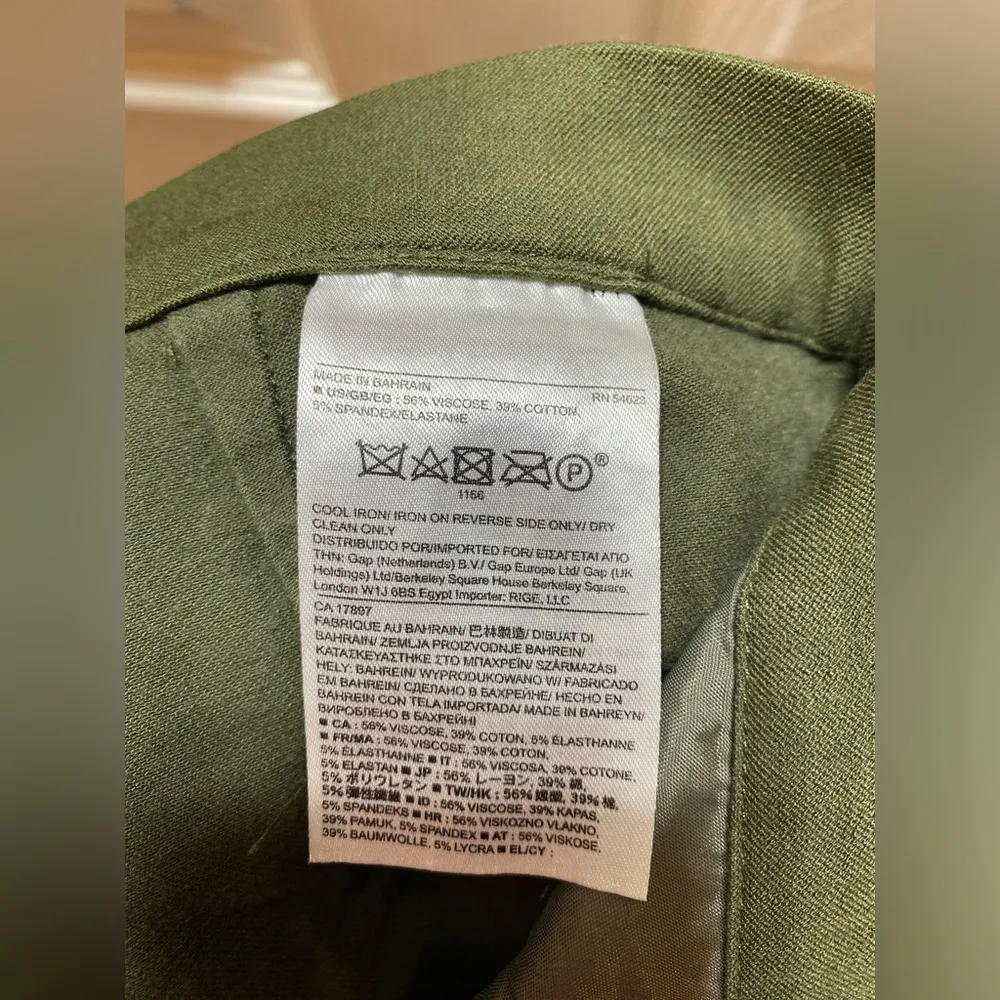 MADE IN BAHRAIN RN 54023
■ US/GB/EG : 56% VISCOSE, 39% COTTON,
5% SPANDEX/ELASTANE
P ®
1166
COOL IRON/ IRON ON REVERSE SIDE ONLY/ DRY
CLEAN ONLY
DISTRIBUIDO POR/IMPORTED FOR/ ΕΙΣΑΓΕΤΑΙ ΑΠΟ
THN: Gap (Netherlands) B.V./ Gap Europe Ltd/ Gap (UK
Holdings) Ltd/Berkeley Square House Berkeley Square,
London W1J 6BS Egypt Importer: RIGE, LLC
CA 17897
FABRIQUE AU BAHRAIN/ 巴林製造/ DIBUAT DI
BAHRAIN/ ZEMLJA PROIZVODNJE BAHREIN/
ΚΑΤΑΣΚΕΥΑΣΤΗΚΕ ΣΤΟ ΜΠΑΧΡΕΪΝ/ SZÁRMAZÁSI
HELY: BAHREIN/ WYPRODUKOWANO W/ FABRICADO
EM BAHREIN/ СДЕЛАНО В БАХРЕЙНЕ/ HECHO EN
BAHREIN CON TELA IMPORTADA/ MADE IN BAHREYN/
ВИРОБЛЕНО В БАХРЕЙНІ
■ CA : 56% VISCOSE, 39% COTON, 5% ÉLASTHANNE
■ FR/MA : 56% VISCOSE, 39% COTON,
5% ÉLASTHANNE ■ IT : 56% VISCOSA, 39% COTONE,
5% ELASTAN ■ JP : 56% レーヨン, 39% 綿,
5% ポリウレタン ■ TW/HK : 56% 嫘縈, 39% 棉,
5% 彈性纖維 ■ ID : 56% VISCOSE, 39% KAPAS,
5% SPANDEKS ■ HR : 56% VISKOZNO VLAKNO,
39% PAMUK, 5% SPANDEX ■ AT : 56% VISKOSE,
39% BAUMWOLLE, 5% LYCRA ■ EL/CY :